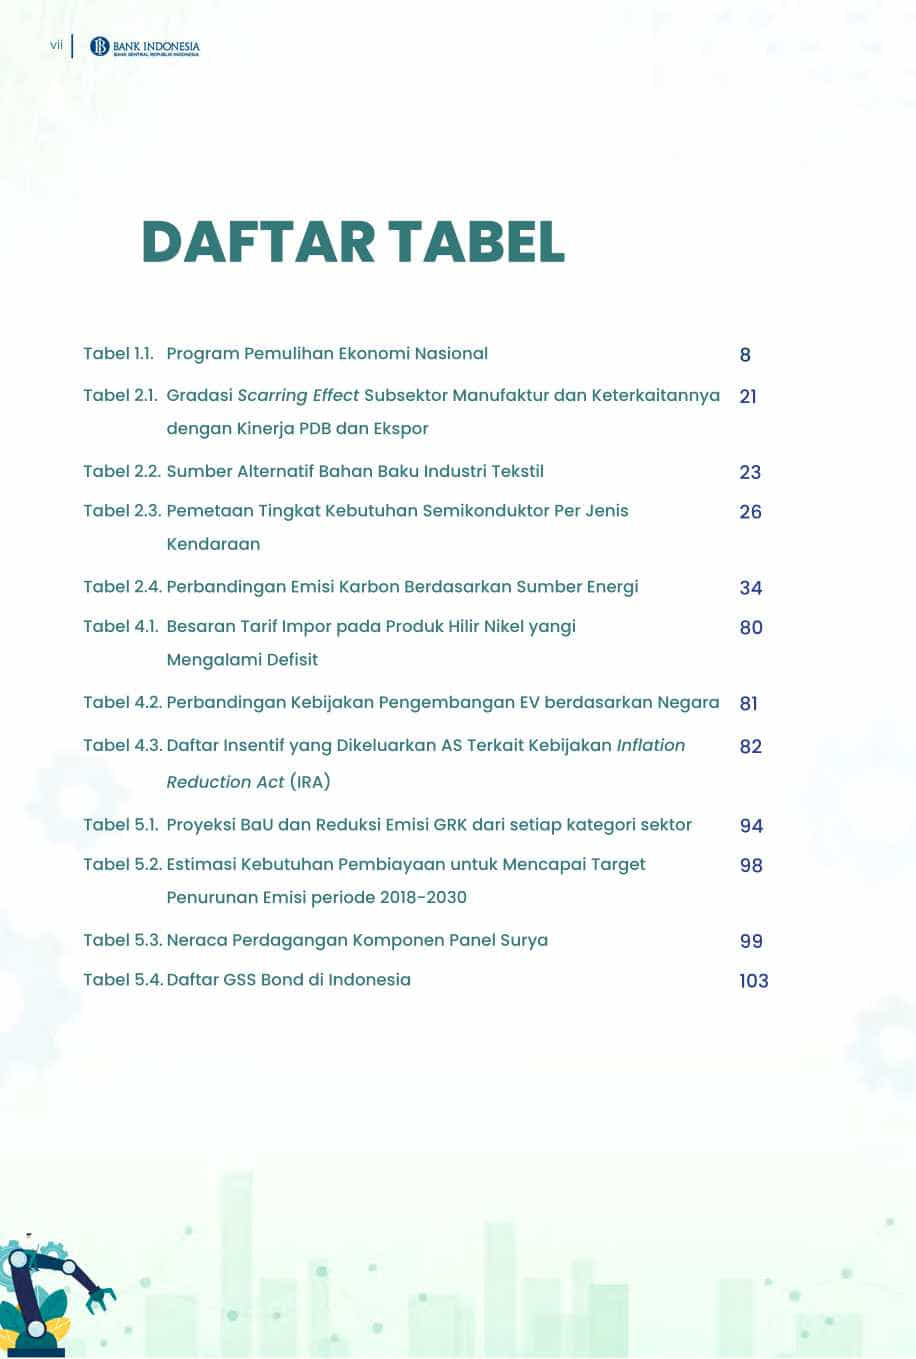 vii
BANK INDONESIA
BANK SENTRAL REPUBLIK INDONESIA
DAFTAR TABEL
Tabel 1.1. Program Pemulihan Ekonomi Nasional 8
Tabel 2.1. Gradasi Scarring Effect Subsektor Manufaktur dan Keterkaitannya 21
dengan Kinerja PDB dan Ekspor
Tabel 2.2. Sumber Alternatif Bahan Baku Industri Tekstil 23
Tabel 2.3. Pemetaan Tingkat Kebutuhan Semikonduktor Per Jenis 26
Kendaraan
Tabel 2.4. Perbandingan Emisi Karbon Berdasarkan Sumber Energi 34
Tabel 4.1. Besaran Tarif Impor pada Produk Hilir Nikel yangi 80
Mengalami Defisit
Tabel 4.2. Perbandingan Kebijakan Pengembangan EV berdasarkan Negara 81
Tabel 4.3. Daftar Insentif yang Dikeluarkan AS Terkait Kebijakan Inflation 82
Reduction Act (IRA)
Tabel 5.1. Proyeksi BaU dan Reduksi Emisi GRK dari setiap kategori sektor 94
Tabel 5.2. Estimasi Kebutuhan Pembiayaan untuk Mencapai Target 98
Penurunan Emisi periode 2018-2030
Tabel 5.3. Neraca Perdagangan Komponen Panel Surya 99
Tabel 5.4. Daftar GSS Bond di Indonesia 103